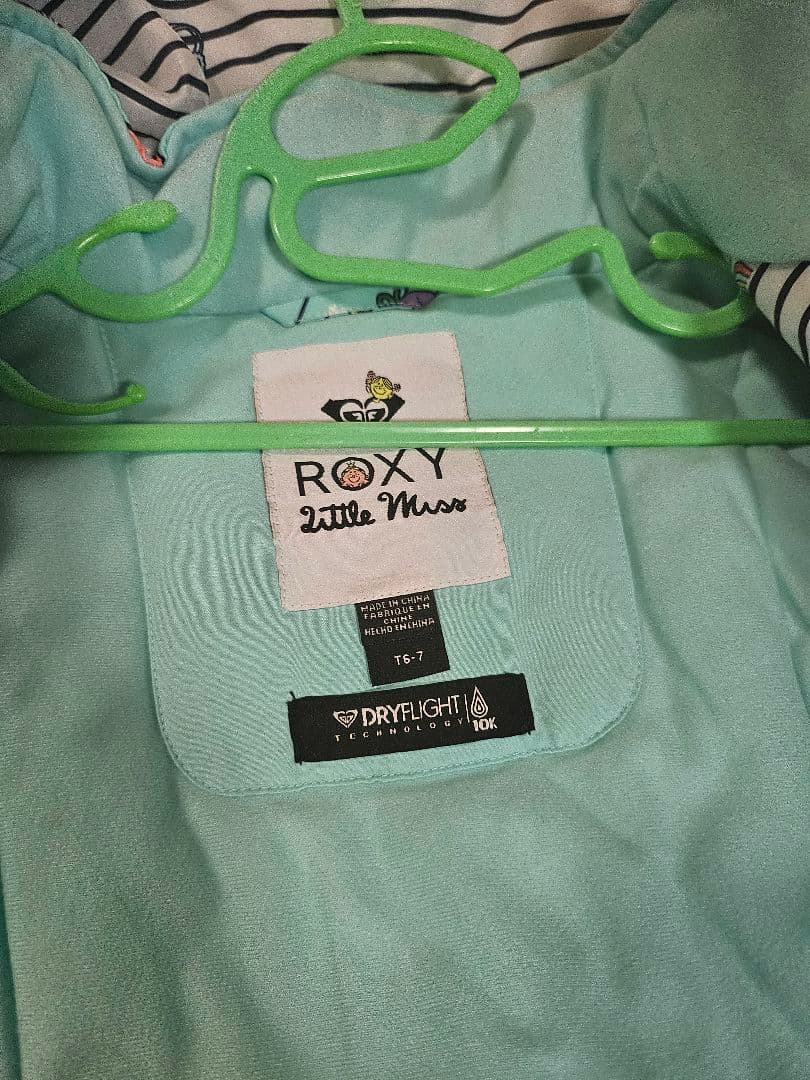 ROXY
Little Miss
MADE IN CHINA
FABRIQUE EN
CHINE
HECHO EN CHINA
T6-7
DRYFLIGHT
TECHNOLOGY
10K